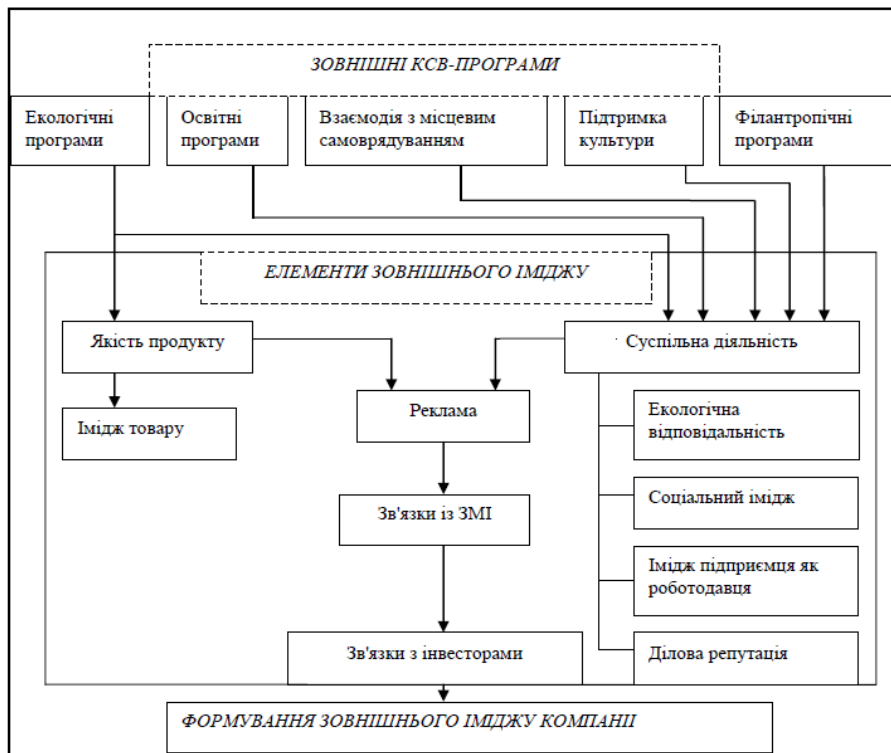 ЗОВНІШНІ КСВ-ПРОГРАМИ
Екологічні
програми
Освітні
програми
Взаємодія з місцевим
самоврядуванням
Підтримка
культури
Філантропічні
програми
ЕЛЕМЕНТИ ЗОВНІШНЬОГО ІМІДЖУ
Якість продукту
Суспільна діяльність
Імідж товару
Реклама
Екологічна
відповідальність
Зв'язки із ЗМІ
Соціальний імідж
Імідж підприємця як
роботодавця
Зв'язки з інвесторами
Ділова репутація
ФОРМУВАННЯ ЗОВНІШНЬОГО ІМІДЖУ КОМПАНІЇ